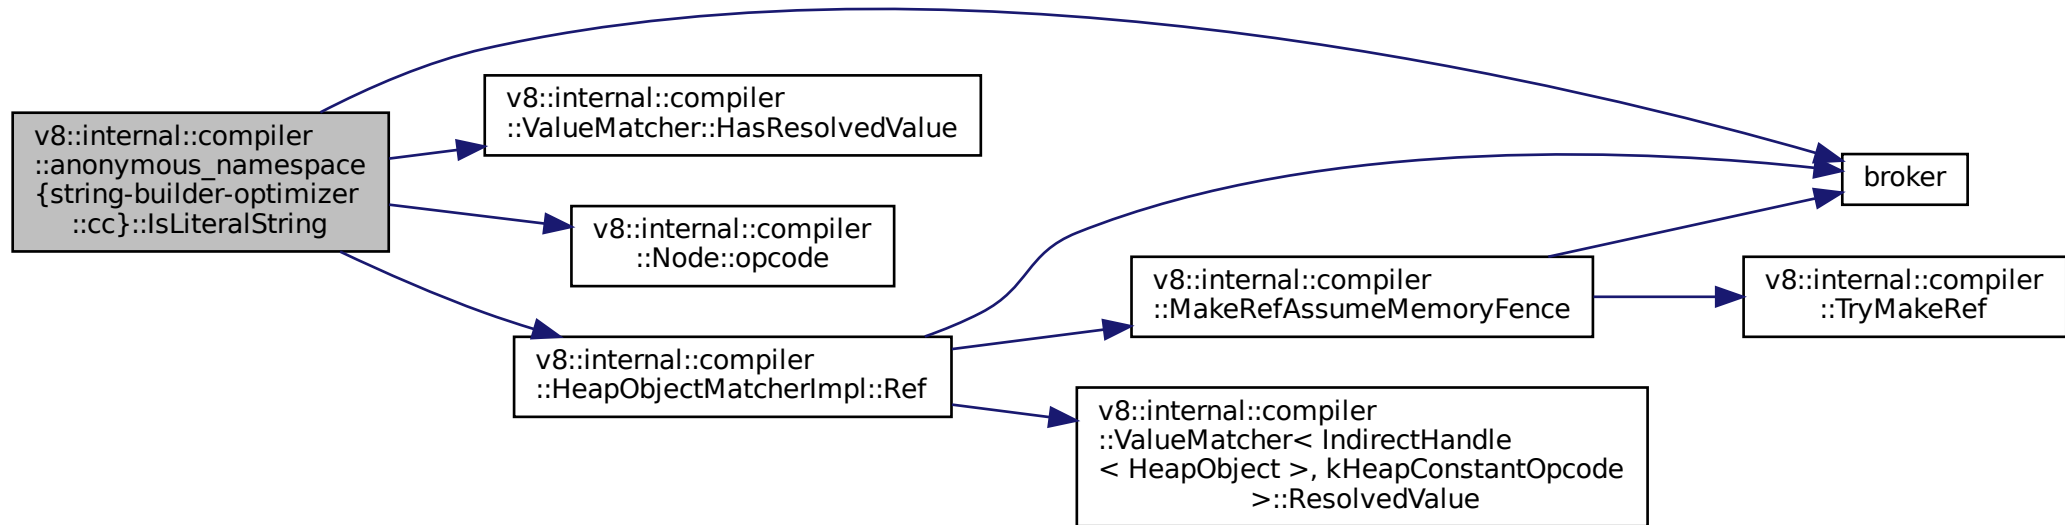 v8::internal::compiler
::anonymous_namespace
{string-builder-optimizer
::cc}::IsLiteralString
v8::internal::compiler
::ValueMatcher::HasResolvedValue
v8::internal::compiler
::Node::opcode
v8::internal::compiler
::HeapObjectMatcherImpl::Ref
broker
v8::internal::compiler
::MakeRefAssumeMemoryFence
v8::internal::compiler
::TryMakeRef
v8::internal::compiler
::ValueMatcher< IndirectHandle
< HeapObject >, kHeapConstantOpcode
>::ResolvedValue